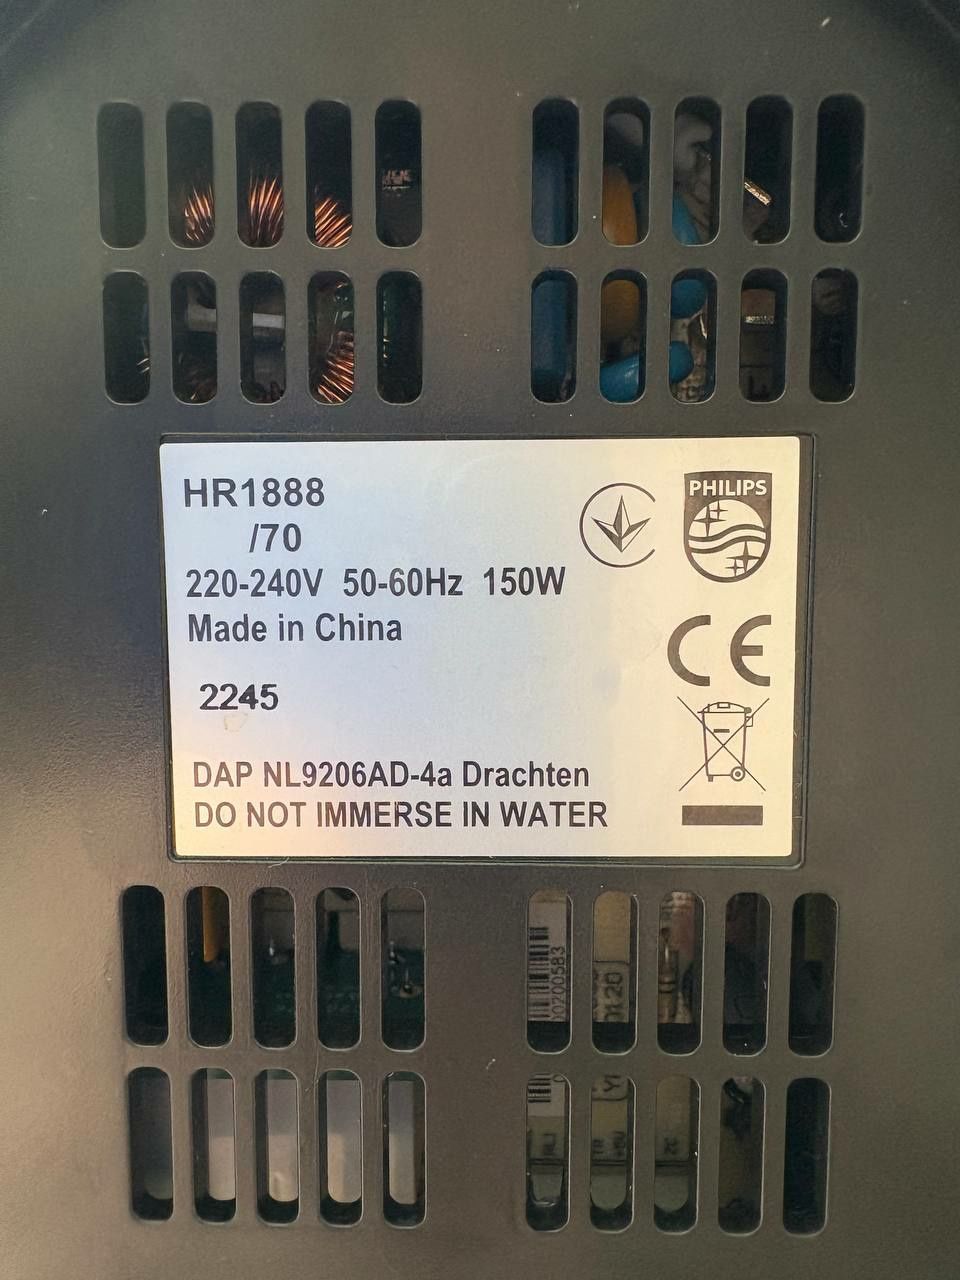 HR1888
/70
220-240V 50-60Hz 150W
Made in China
2245
DAP NL9206AD-4a Drachten
DO NOT IMMERSE IN WATER
PHILIPS
CE
00200583